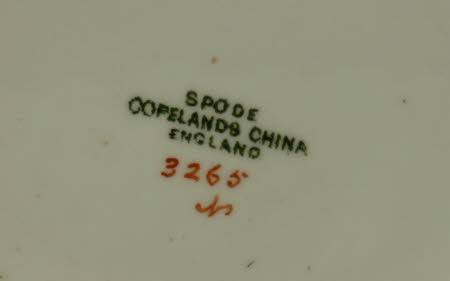 SPODE
COPELANDS CHINA
ENGLAND
3265